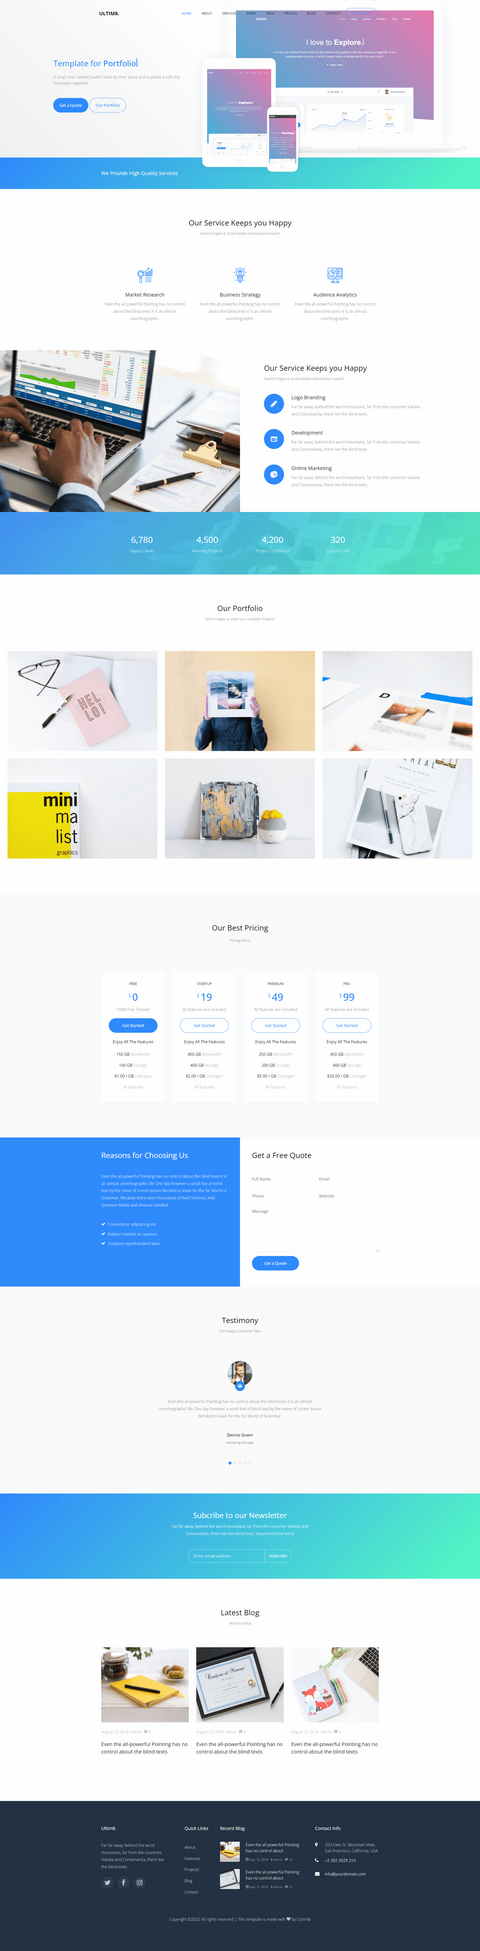 ULTIM8.
HOME ABOUT SERVICES WORK TEAM PRICING BLOG CONTACT
I love to Explore.
Template for Portfolio
A small river named Duden flows by their place and supplies it with the
necessary regelialia.
Get a Quote
Our Portfolio
We Provide High Quality Services
Our Service Keeps you Happy
Search Engine & Social Media Optimization Experts
Market Research
Even the all-powerful Pointing has no control
about the blind texts it is an almost
unorthographic
Business Strategy
Even the all-powerful Pointing has no control
about the blind texts it is an almost
unorthographic
Audience Analytics
Even the all-powerful Pointing has no control
about the blind texts it is an almost
unorthographic
Our Service Keeps you Happy
Search Engine & Social Media Optimization Experts
Logo Branding
Far far away, behind the word mountains, far from the countries Vokalia
and Consonantia, there live the blind texts.
Development
Far far away, behind the word mountains, far from the countries Vokalia
and Consonantia, there live the blind texts.
Online Marketing
Far far away, behind the word mountains, far from the countries Vokalia
and Consonantia, there live the blind texts.
6,780 4,500 4,200 320
Happy Clients
Our Portfolio
We're Happy to share our complete Projects
mini
ma
list
graphics
Our Best Pricing
Pricing Plans
FREE
$0
100% free. Forever
Get Started
Enjoy All The Features
150 GB Bandwidth
100 GB Storage
$1.00 / GB Overages
All features
STARTUP
$19
All features are included
Get Started
Enjoy All The Features
450 GB Bandwidth
400 GB Storage
$2.00 / GB Overages
All features
PREMIUM
$49
All features are included
Get Started
Enjoy All The Features
250 GB Bandwidth
200 GB Storage
$5.00 / GB Overages
All features
PRO
$99
All features are included
Get Started
Enjoy All The Features
450 GB Bandwidth
400 GB Storage
$20.00 / GB Overages
All features
Reasons for Choosing Us
Even the all-powerful Pointing has no control about the blind texts it is
an almost unorthographic life One day however a small line of blind
text by the name of Lorem Ipsum decided to leave for the far World of
Grammar. Because there were thousands of bad Commas, wild
Question Marks and devious Semikoli
Consectetur adipisicing elit
Adipisci repellat accusamus
Tempore reprehenderit vitae
Get a Free Quote
Full Name
Email
Phone
Website
Message
Get a Quote
Testimony
Our Happy Customer Says
Even the all-powerful Pointing has no control about the blind texts it is an almost
unorthographic life One day however a small line of blind text by the name of Lorem Ipsum
decided to leave for the far World of Grammar.
Dennis Green
Marketing Manager
Subcribe to our Newsletter
Far far away, behind the word mountains, far from the countries Vokalia and
Consonantia, there live the blind texts. Separated they live in
Enter email address
Subscribe
Latest Blog
Read our blog
August 12, 2018 Admin 3
Even the all-powerful Pointing has no
control about the blind texts
August 12, 2018 Admin 3
Even the all-powerful Pointing has no
control about the blind texts
August 12, 2018 Admin 3
Even the all-powerful Pointing has no
control about the blind texts
Ultim8.
Far far away, behind the word
mountains, far from the countries
Vokalia and Consonantia, there live
the blind texts.
Quick Links
About
Features
Projects
Blog
Contact
Recent Blog
Even the all-powerful Pointing
has no control about
Even the all-powerful Pointing
has no control about
Contact Info
203 Fake St. Mountain View,
San Francisco, California, USA
+2 392 3929 210
info@yourdomain.com
Copyright ©2022 All rights reserved | This template is made with by Colorlib